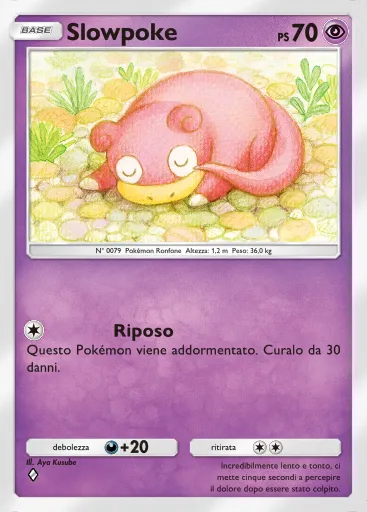 BASE Slowpoke PS 70
N° 0079 Pokémon Ronfone Altezza: 1,2 m Peso: 36,0 kg
Riposo
Questo Pokémon viene addormentato. Curalo da 30
danni.
debolezza +20 ritirata
Ill. Aya Kusube
Incredibilmente lento e tonto, ci
mette cinque secondi a percepire
il dolore dopo essere stato colpito.